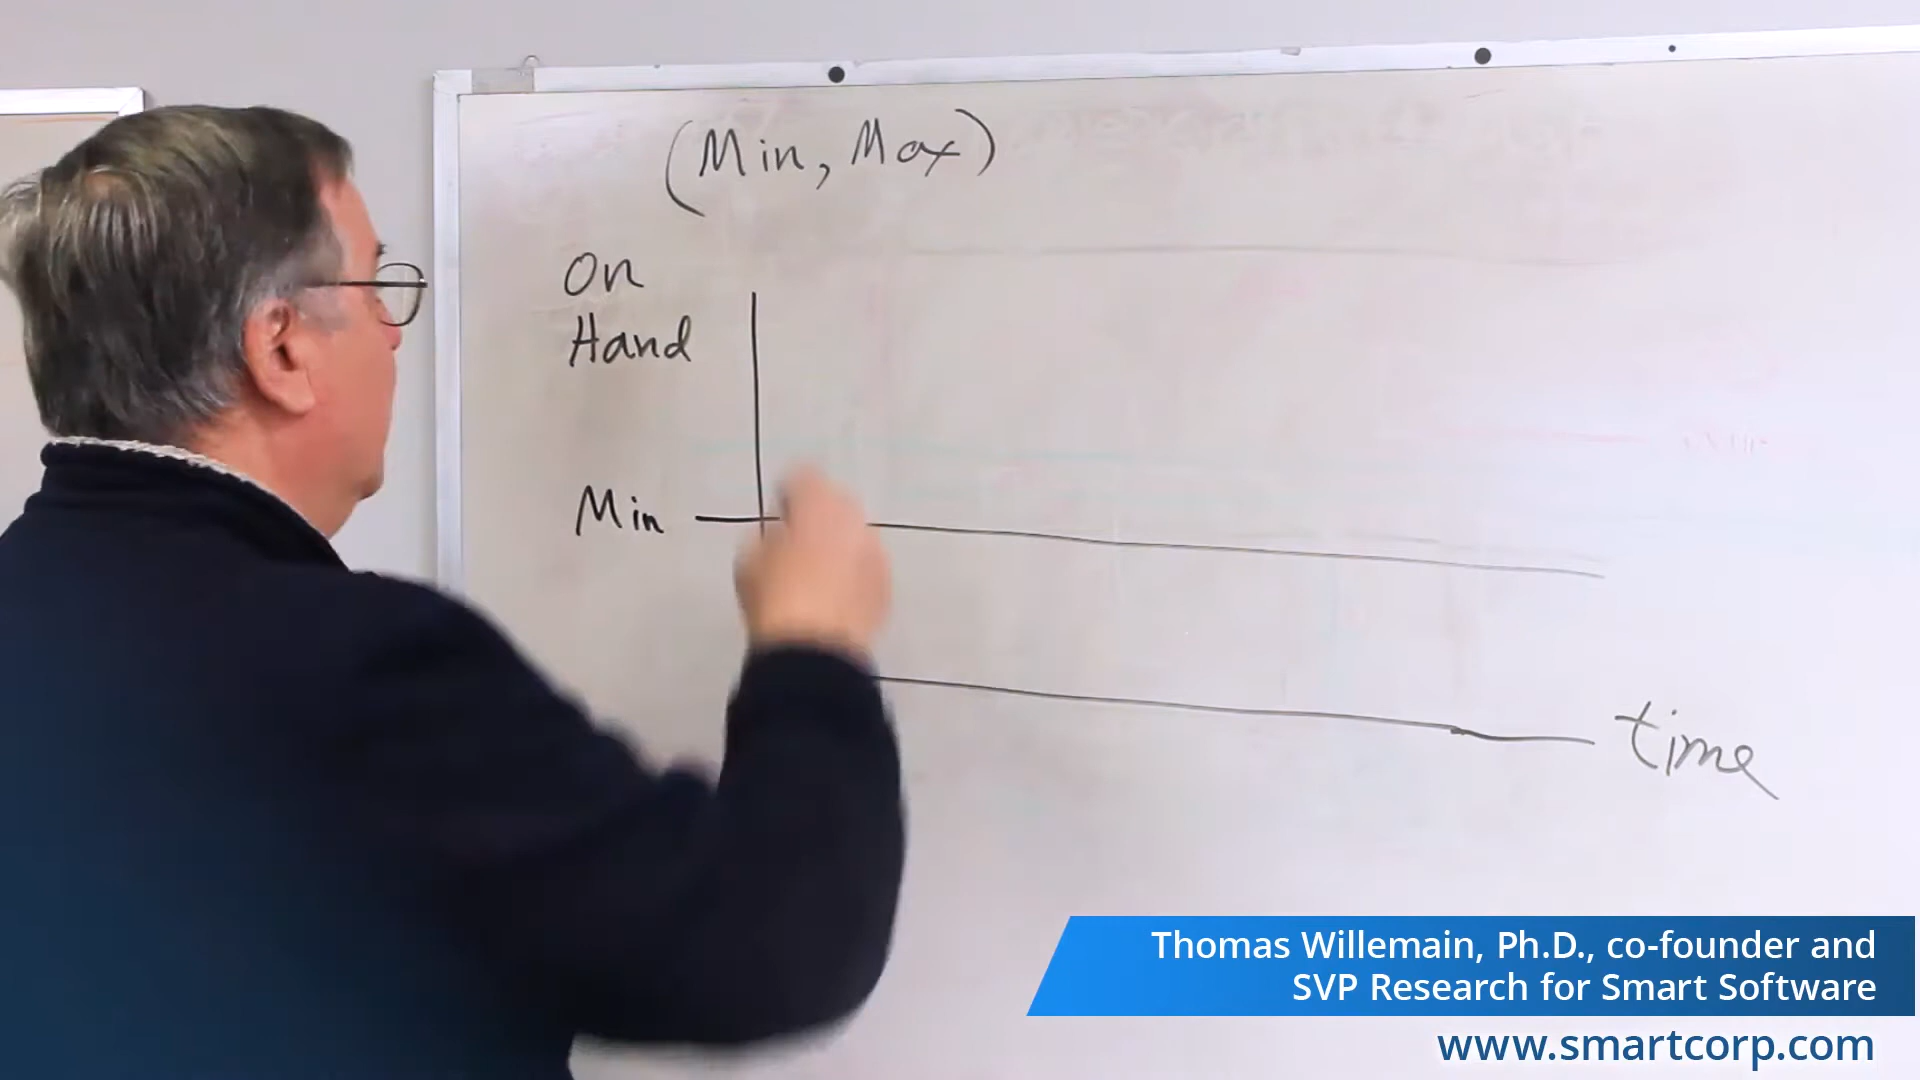 (Min, Max)
On
Hand
Min
time
Thomas Willemain, Ph.D., co-founder and
SVP Research for Smart Software
www.smartcorp.com